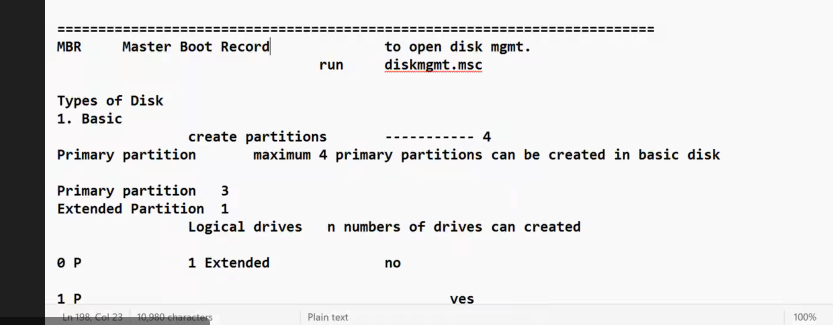 =========================================================================
MBR Master Boot Record to open disk mgmt.
run diskmgmt.msc
Types of Disk
1. Basic
create partitions ----------- 4
Primary partition maximum 4 primary partitions can be created in basic disk
Primary partition 3
Extended Partition 1
Logical drives n numbers of drives can created
0 P 1 Extended no
1 P yes
Ln 198, Col 23 10,980 characters Plain text 100%